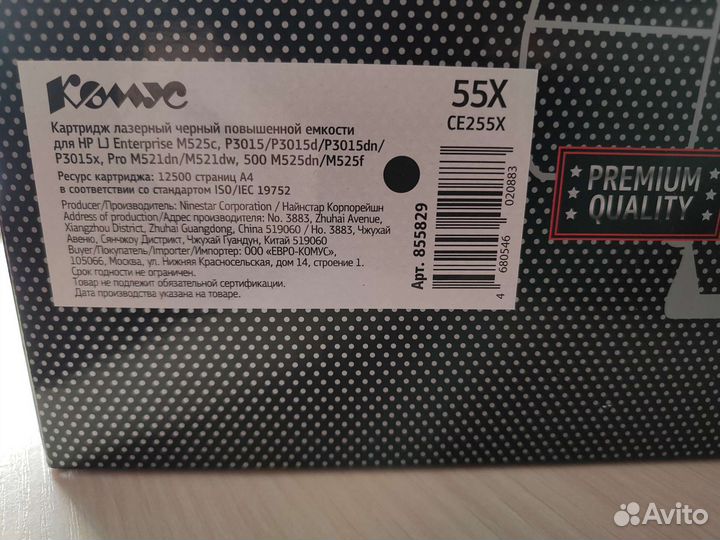 Комус
55X
CE255X
Картридж лазерный черный повышенной емкости
для HP LJ Enterprise M525c, P3015/P3015d/P3015dn/
P3015x, Pro M521dn/M521dw, 500 M525dn/M525f
Ресурс картриджа: 12500 страниц А4
в соответствии со стандартом ISO/IEC 19752
Producer/Производитель: Ninestar Corporation / Найнстар Корпорейшн
Address of production/Адрес производителя: No. 3883, Zhuhai Avenue,
Xiangzhou District, Zhuhai Guangdong, China 519060 / No. 3883, Чжухай
Авеню, Сянчжоу Дистрикт, Чжухай Гуандун, Китай 519060
Buyer/Покупатель/Importer/Импортер: ООО «ЕВРО-КОМУС»,
105066, Москва, ул. Нижняя Красносельская, дом 14, строение 1.
Срок годности не ограничен.
Товар не подлежит обязательной сертификации.
Дата производства указана на товаре.
Арт. 855829
4 680546 020883
PREMIUM
QUALITY
Avito